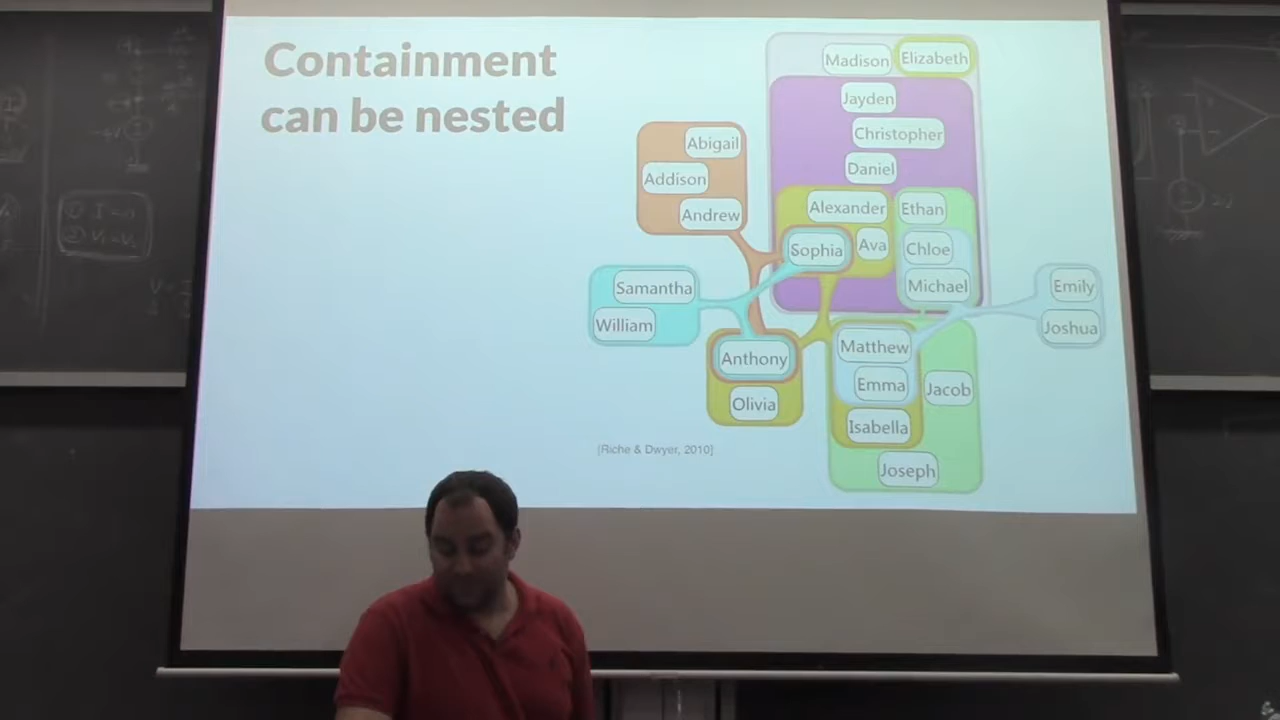 Containment
can be nested
Madison
Elizabeth
Jayden
Christopher
Daniel
Abigail
Addison
Andrew
Alexander
Ethan
Sophia
Ava
Chloe
Michael
Samantha
William
Emily
Joshua
Anthony
Olivia
Matthew
Emma
Jacob
Isabella
Joseph
[Riche & Dwyer, 2010]